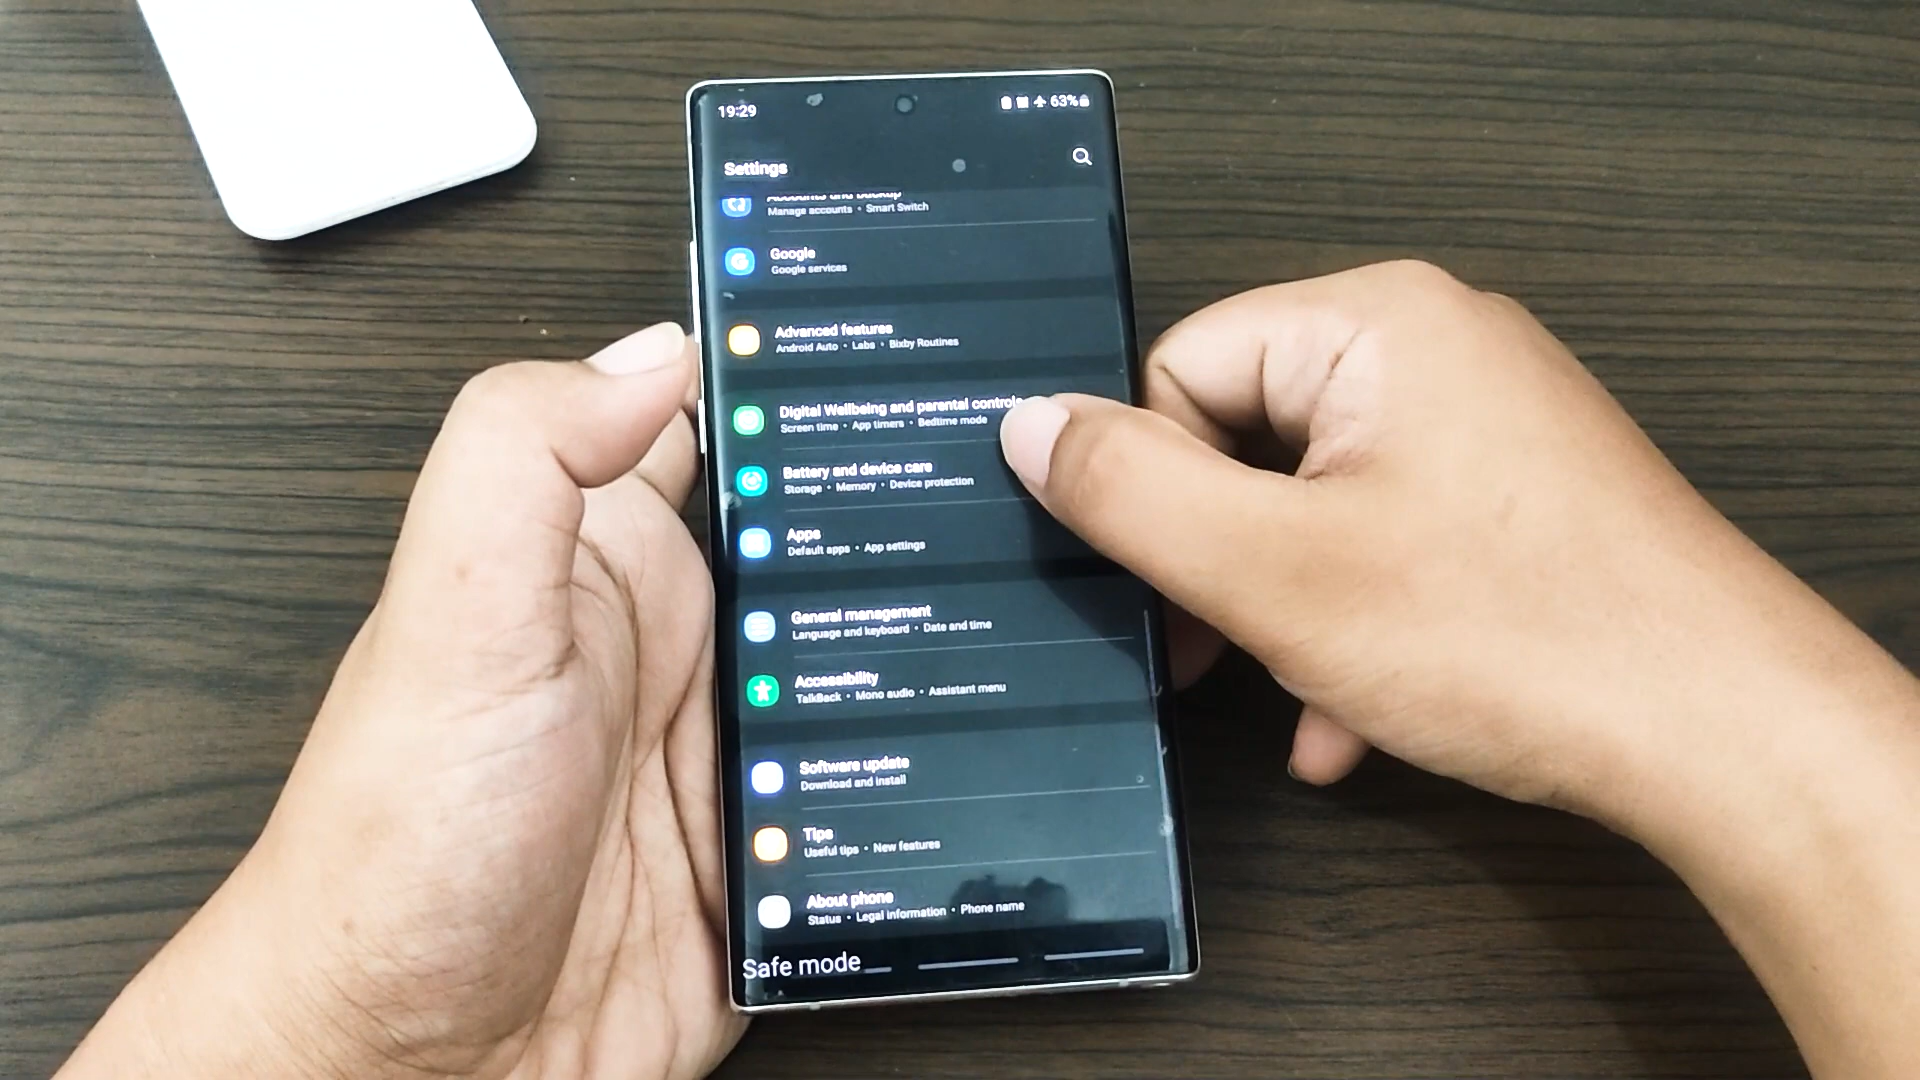 19:29
63%
Settings
Accounts and backup
Manage accounts • Smart Switch
Google
Google services
Advanced features
Android Auto • Labs • Bixby Routines
Digital Wellbeing and parental controls
Screen time • App timers • Bedtime mode
Battery and device care
Storage • Memory • Device protection
Apps
Default apps • App settings
General management
Language and keyboard • Date and time
Accessibility
TalkBack • Mono audio • Assistant menu
Software update
Download and install
Tips
Useful tips • New features
About phone
Status • Legal information • Phone name
Safe mode